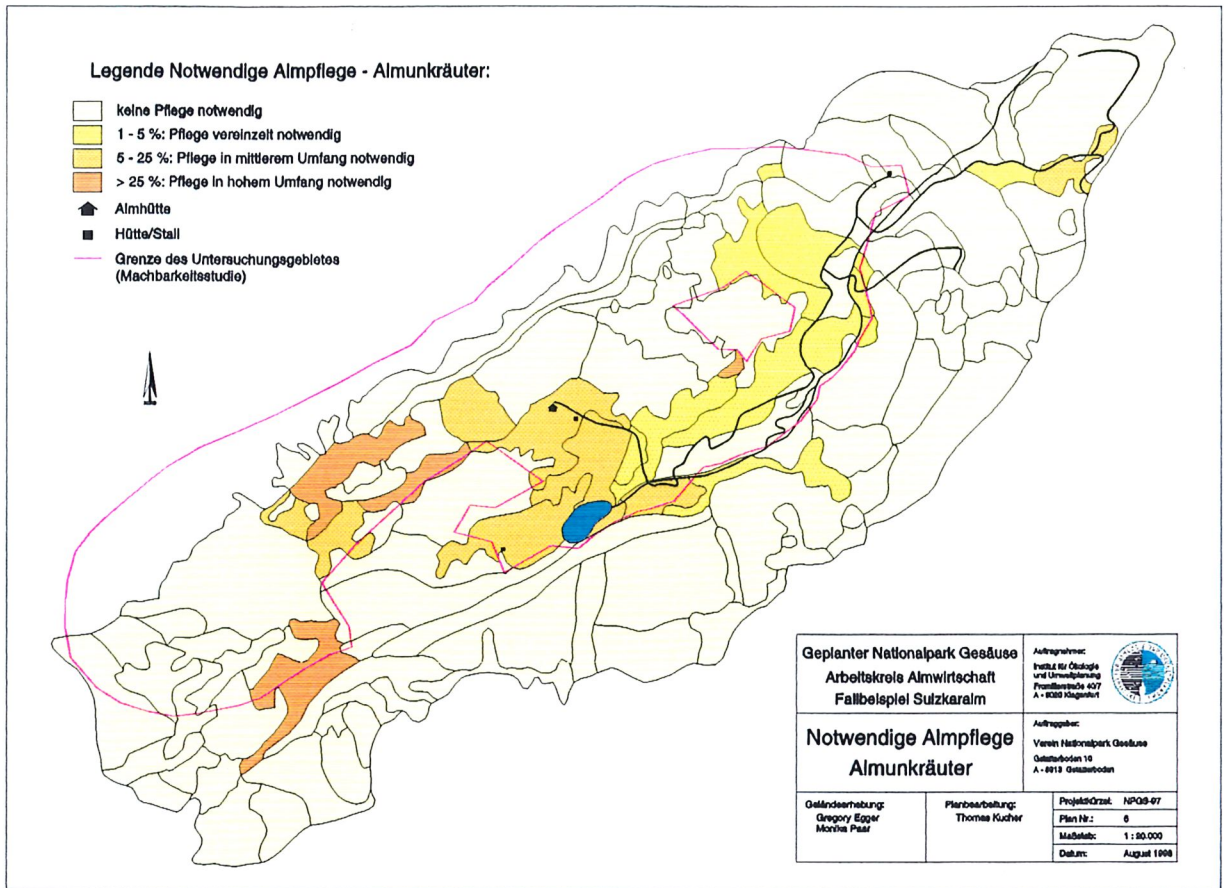 Legende Notwendige Almpflege - Almunkräuter:
keine Pflege notwendig
1 - 5 %: Pflege vereinzelt notwendig
5 - 25 %: Pflege in mittlerem Umfang notwendig
> 25 %: Pflege in hohem Umfang notwendig
Almhütte
Hütte/Stall
Grenze des Untersuchungsgebietes
(Machbarkeitsstudie)
Geplanter Nationalpark Gesäuse
Arbeitskreis Almwirtschaft
Fallbeispiel Sulzkaralm
Auftragnehmer:
Institut für Ökologie
und Umweltplanung
Notwendige Almpflege
Almunkräuter
Auftraggeber:
Verein Nationalpark Gesäuse
Geländeerhebung:
Gregory Egger
Monika Paar
Planbearbeitung:
Thomas Kucher
Projektkürzel:
Plan Nr.: 6
Maßstab: 1 : 20.000
Datum: August 1998